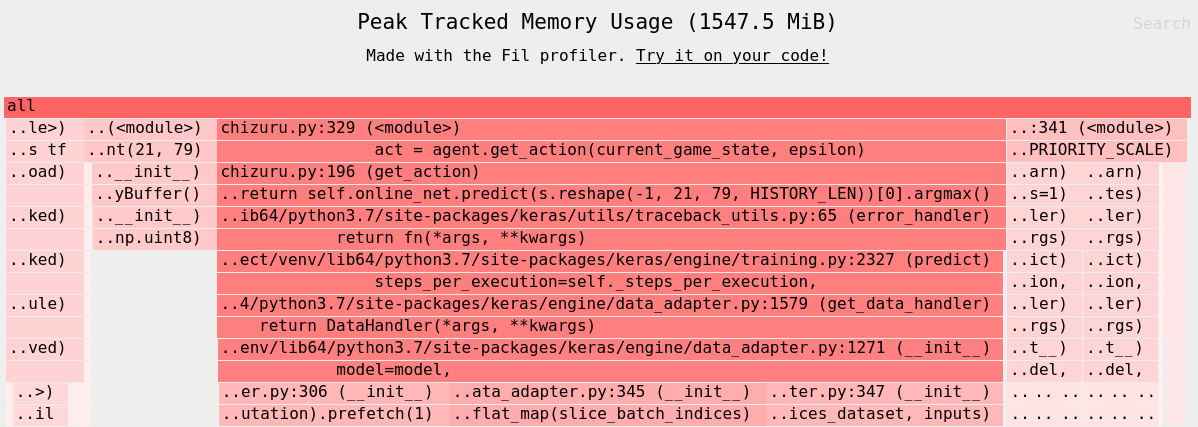 Peak Tracked Memory Usage (1547.5 MiB)
Search
Made with the Fil profiler. Try it on your code!
all
..le>) ..(<module>) chizuru.py:329 (<module>) ..:341 (<module>)
..s tf ..nt(21, 79) act = agent.get_action(current_game_state, epsilon) ..PRIORITY_SCALE)
..oad) ..__init__) chizuru.py:196 (get_action) ..arn) ..arn)
..yBuffer() ..return self.online_net.predict(s.reshape(-1, 21, 79, HISTORY_LEN))[0].argmax() ..s=1) ..tes)
..ked) ..__init__) ..ib64/python3.7/site-packages/keras/utils/traceback_utils.py:65 (error_handler) ..ler) ..ler)
..np.uint8) return fn(*args, **kwargs) ..rgs) ..rgs)
..ked) ..ect/venv/lib64/python3.7/site-packages/keras/engine/training.py:2327 (predict) ..ict) ..ict)
steps_per_execution=self._steps_per_execution, ..ion, ..ion,
..ule) ..4/python3.7/site-packages/keras/engine/data_adapter.py:1579 (get_data_handler) ..ler) ..ler)
return DataHandler(*args, **kwargs) ..rgs) ..rgs)
..ved) ..env/lib64/python3.7/site-packages/keras/engine/data_adapter.py:1271 (__init__) ..t__) ..t__)
model=model, ..del, ..del,
..>) ..er.py:306 (__init__) ..ata_adapter.py:345 (__init__) ..ter.py:347 (__init__) .. .. .. .. .. ..
..il ..utation).prefetch(1) ..flat_map(slice_batch_indices) ..ices_dataset, inputs) .. .. .. .. .. ..